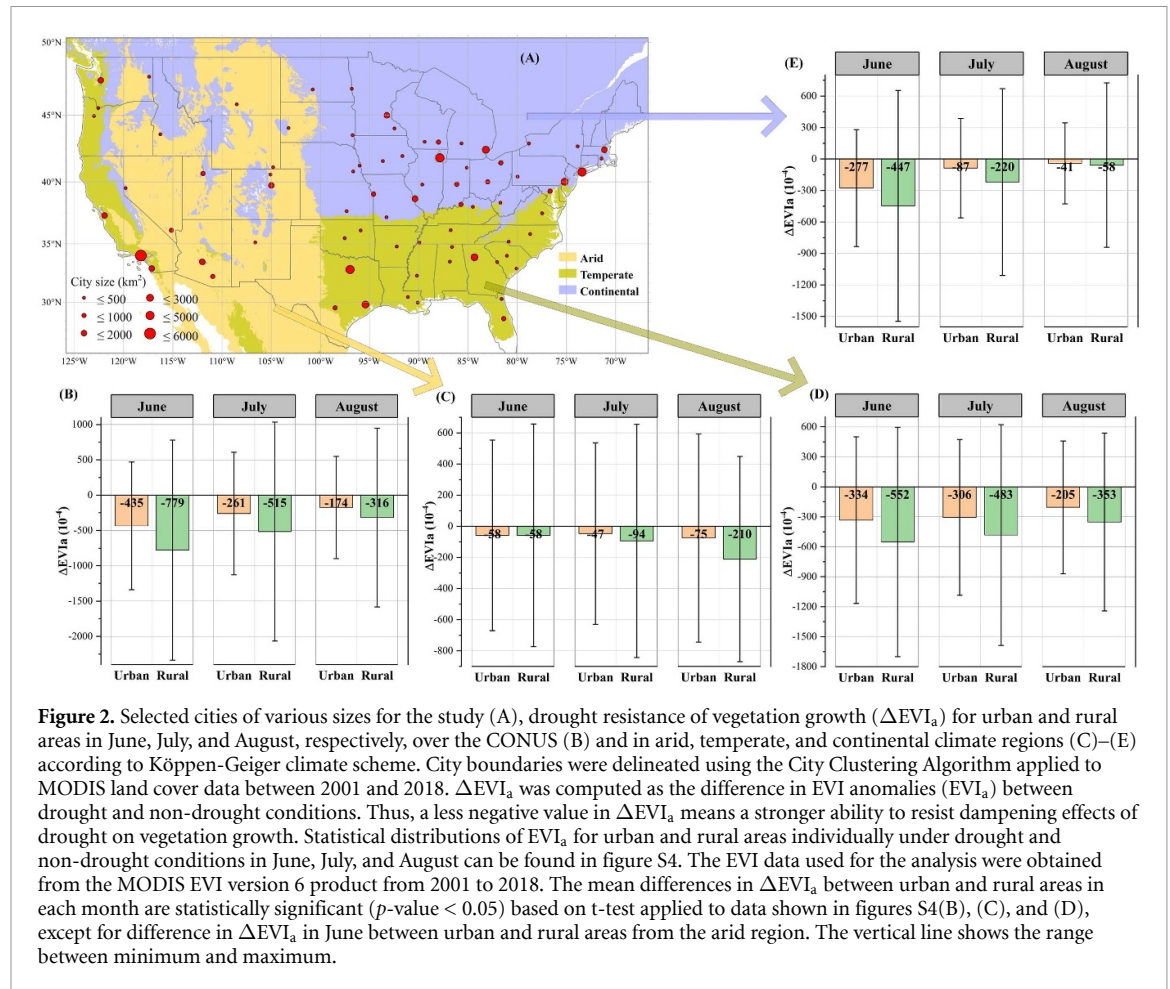 50°N
45°N
40°N
35°N
30°N
(A)
Arid
Temperate
Continental
City size (km²)
≤ 500
≤ 3000
≤ 1000
≤ 5000
≤ 2000
≤ 6000
125°W 120°W 115°W 110°W 105°W 100°W 95°W 90°W 85°W 80°W 75°W 70°W
(E)
June July August
600
300
0
-300
-600
-900
-1200
-1500
ΔEVIa (10⁻⁴)
-277 -447 -87 -220 -41 -58
Urban Rural Urban Rural Urban Rural
(B)
June July August
1000
500
0
-500
-1000
-1500
-2000
ΔEVIa (10⁻⁴)
-435 -779 -261 -515 -174 -316
Urban Rural Urban Rural Urban Rural
(C)
June July August
600
400
200
0
-200
-400
-600
-800
ΔEVIa (10⁻⁴)
-58 -58 -47 -94 -75 -210
Urban Rural Urban Rural Urban Rural
(D)
June July August
600
300
0
-300
-600
-900
-1200
-1500
-1800
ΔEVIa (10⁻⁴)
-334 -552 -306 -483 -205 -353
Urban Rural Urban Rural Urban Rural
Figure 2. Selected cities of various sizes for the study (A), drought resistance of vegetation growth (ΔEVIₐ) for urban and rural
areas in June, July, and August, respectively, over the CONUS (B) and in arid, temperate, and continental climate regions (C)–(E)
according to Köppen-Geiger climate scheme. City boundaries were delineated using the City Clustering Algorithm applied to
MODIS land cover data between 2001 and 2018. ΔEVIₐ was computed as the difference in EVI anomalies (EVIₐ) between
drought and non-drought conditions. Thus, a less negative value in ΔEVIₐ means a stronger ability to resist dampening effects of
drought on vegetation growth. Statistical distributions of EVIₐ for urban and rural areas individually under drought and
non-drought conditions in June, July, and August can be found in figure S4. The EVI data used for the analysis were obtained
from the MODIS EVI version 6 product from 2001 to 2018. The mean differences in ΔEVIₐ between urban and rural areas in
each month are statistically significant (p-value < 0.05) based on t-test applied to data shown in figures S4(B), (C), and (D),
except for difference in ΔEVIₐ in June between urban and rural areas from the arid region. The vertical line shows the range
between minimum and maximum.